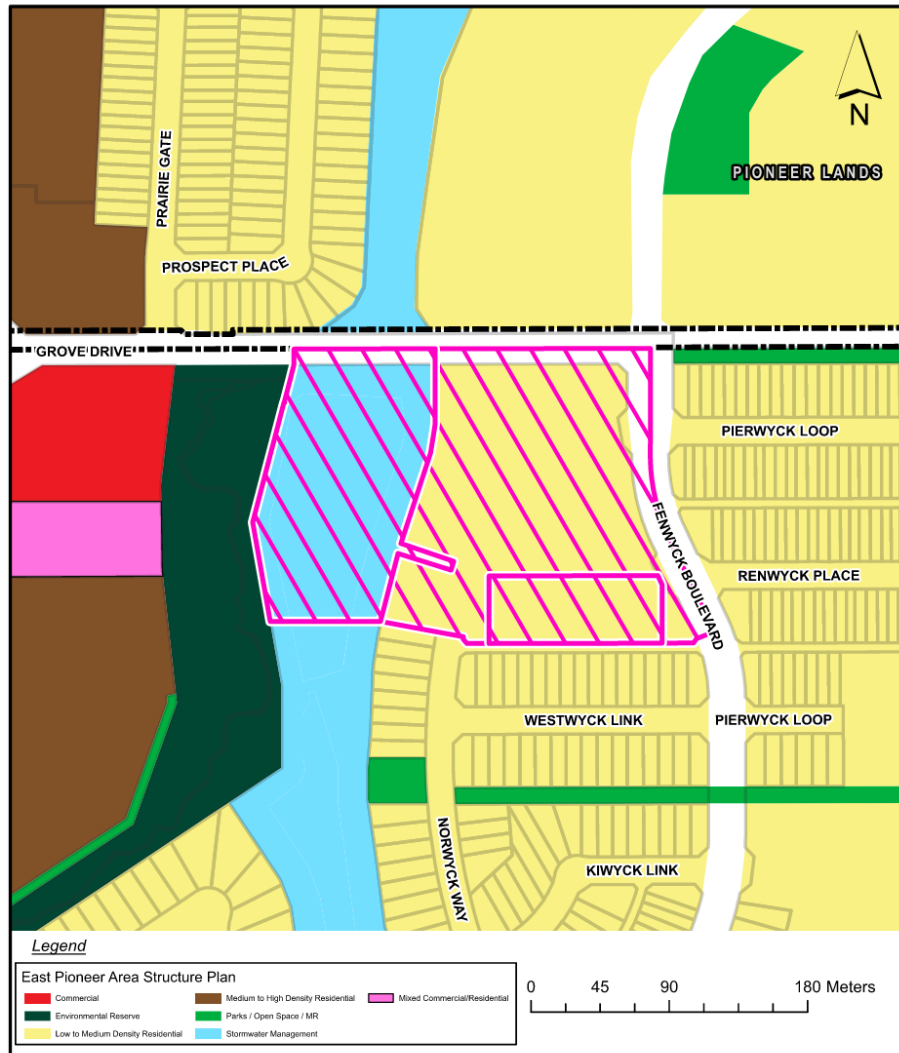 N
PIONEER LANDS
PRAIRIE GATE
PROSPECT PLACE
GROVE DRIVE
PIERWYCK LOOP
FENWYCK BOULEVARD
RENWYCK PLACE
WESTWYCK LINK
PIERWYCK LOOP
NORWYCK WAY
KIWYCK LINK
Legend
East Pioneer Area Structure Plan
Commercial
Medium to High Density Residential
Mixed Commercial/Residential
Environmental Reserve
Parks / Open Space / MR
Low to Medium Density Residential
Stormwater Management
0 45 90 180 Meters